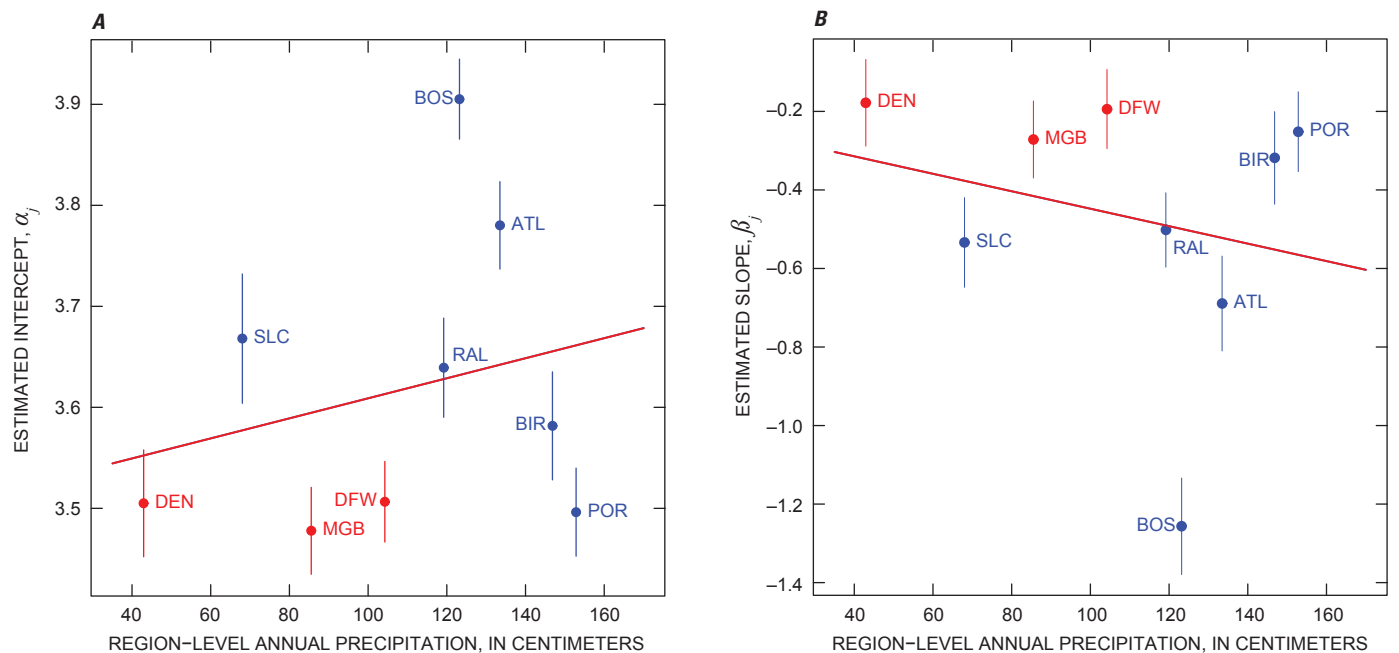 A
3.9
3.8
3.7
3.6
3.5
ESTIMATED INTERCEPT, αj
BOS
ATL
SLC
RAL
BIR
DEN
DFW
MGB
POR
40 60 80 100 120 140 160
REGION−LEVEL ANNUAL PRECIPITATION, IN CENTIMETERS
B
−0.2
−0.4
−0.6
−0.8
−1.0
−1.2
−1.4
ESTIMATED SLOPE, βj
DEN
DFW
MGB
POR
BIR
SLC
RAL
ATL
BOS
40 60 80 100 120 140 160
REGION−LEVEL ANNUAL PRECIPITATION, IN CENTIMETERS